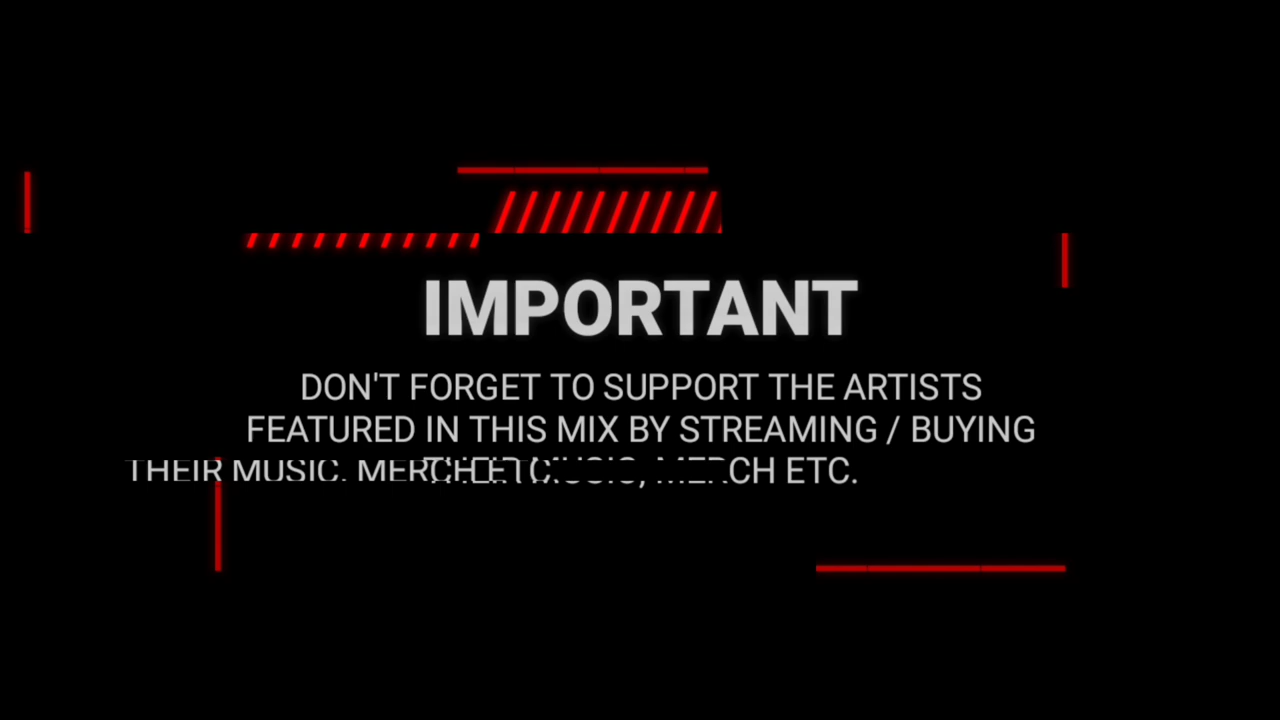 IMPORTANT
DON'T FORGET TO SUPPORT THE ARTISTS
FEATURED IN THIS MIX BY STREAMING / BUYING
THEIR MUSIC, MERCH ETC.